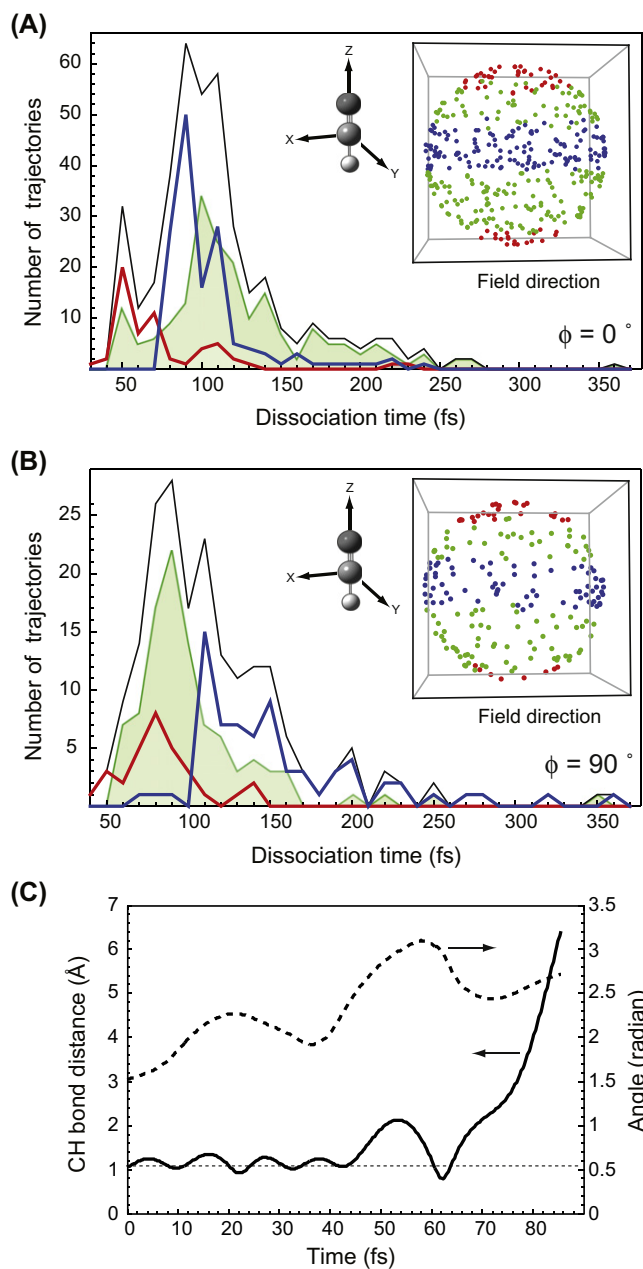 (A)
60
50
40
30
20
10
Number of trajectories
Z
X
Y
Field direction
ϕ = 0 °
50 100 150 200 250 300 350
Dissociation time (fs)
(B)
25
20
15
10
5
Number of trajectories
Z
X
Y
Field direction
ϕ = 90 °
50 100 150 200 250 300 350
Dissociation time (fs)
(C)
7
6
5
4
3
2
1
0
CH bond distance (Å)
3.5
3
2.5
2
1.5
1
0.5
0
Angle (radian)
0 10 20 30 40 50 60 70 80
Time (fs)